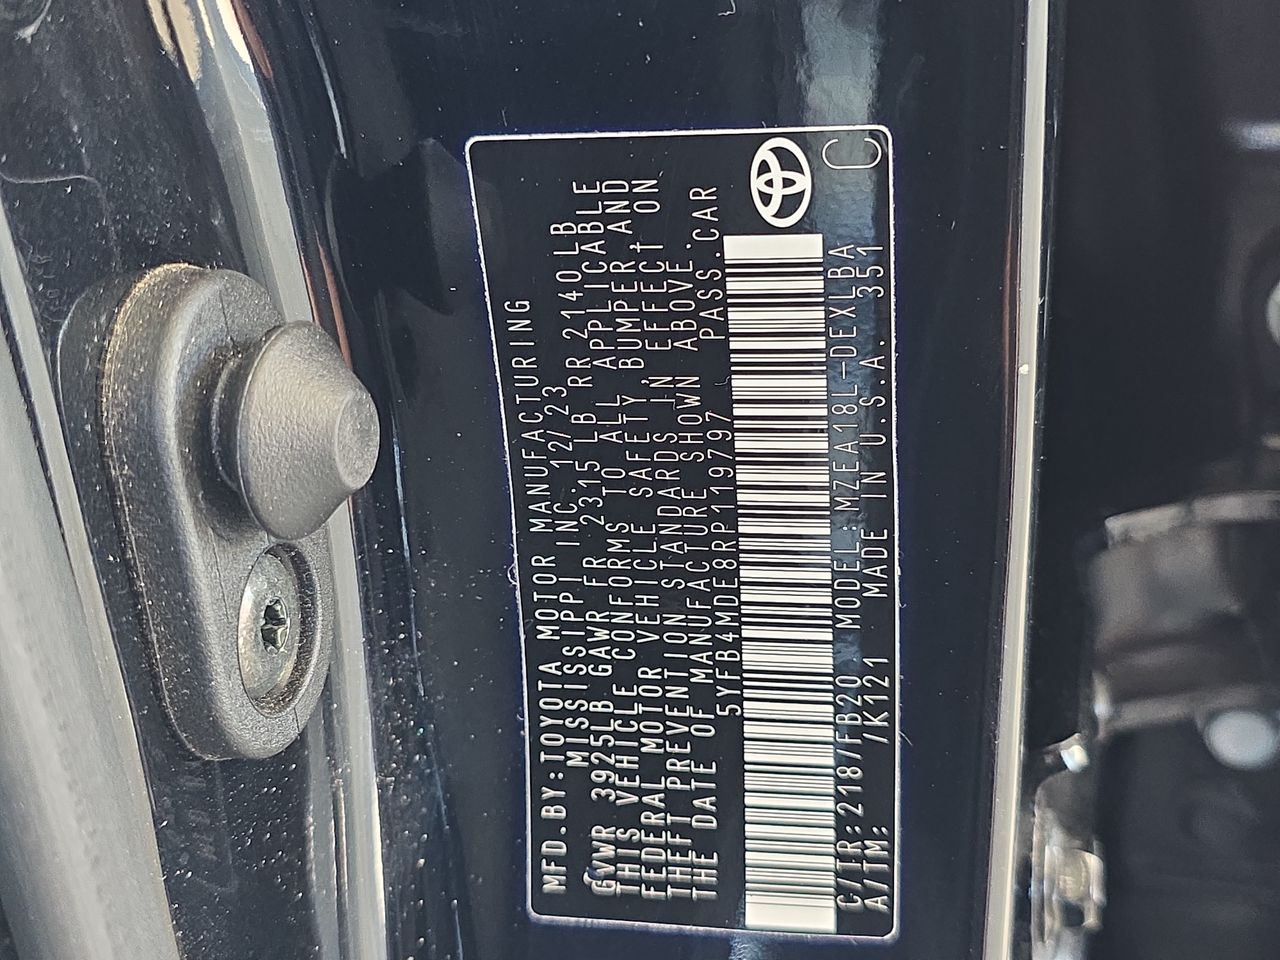 MFD.BY:TOYOTA MOTOR MANUFACTURING
MISSISSIPPI INC. 12/23
GVWR 3925LB GAWR FR 2315 LB RR 2140LB
THIS VEHICLE CONFORMS TO ALL APPLICABLE
FEDERAL MOTOR VEHICLE SAFETY, BUMPER, AND
THEFT PREVENTION STANDARDS IN EFFECT ON
THE DATE OF MANUFACTURE SHOWN ABOVE.
5YFB4MDE8RP119797 PASS.CAR
C/TR:218/FB20 MODEL:MZEA18L-DEXLBA
A/TM: /K121 MADE IN U.S.A. 351
C